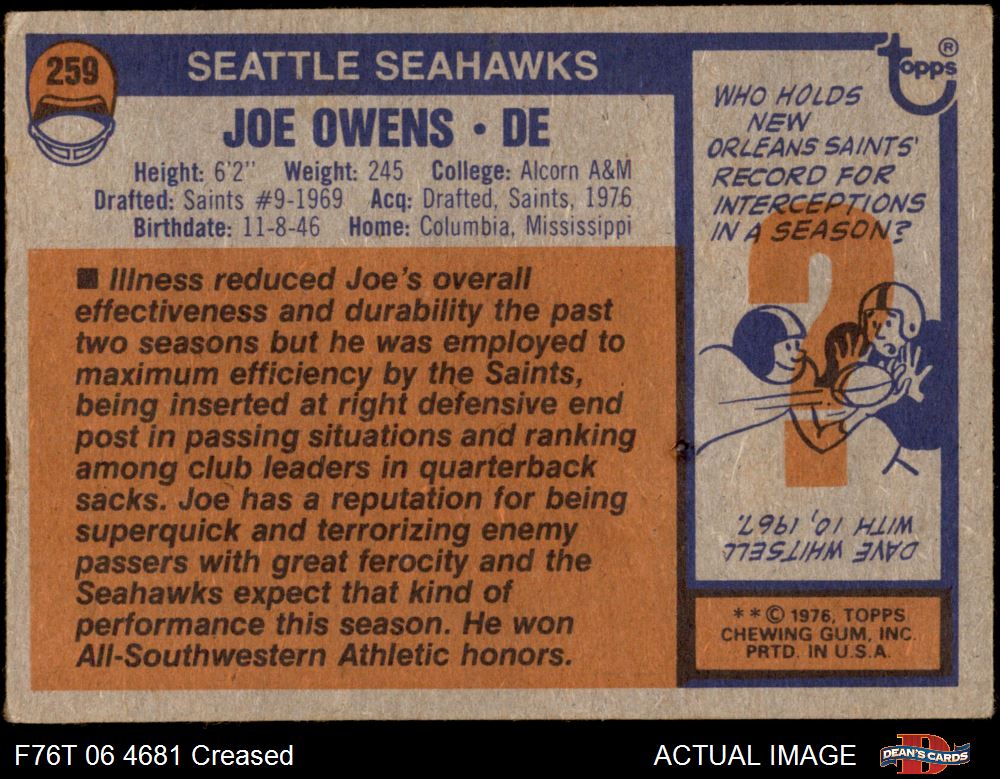 259
SEATTLE SEAHAWKS
JOE OWENS • DE
Height: 6'2" Weight: 245 College: Alcorn A&M
Drafted: Saints #9-1969 Acq: Drafted, Saints, 1976
Birthdate: 11-8-46 Home: Columbia, Mississippi
■ Illness reduced Joe's overall
effectiveness and durability the past
two seasons but he was employed to
maximum efficiency by the Saints,
being inserted at right defensive end
post in passing situations and ranking
among club leaders in quarterback
sacks. Joe has a reputation for being
superquick and terrorizing enemy
passers with great ferocity and the
Seahawks expect that kind of
performance this season. He won
All-Southwestern Athletic honors.
topps®
WHO HOLDS
NEW
ORLEANS SAINTS'
RECORD FOR
INTERCEPTIONS
IN A SEASON?
?
DAVE WHITSELL
WITH 10, 1967.
**© 1976, TOPPS
CHEWING GUM, INC.
PRTD. IN U.S.A.
F76T 06 4681 Creased
ACTUAL IMAGE
DEAN'S CARDS